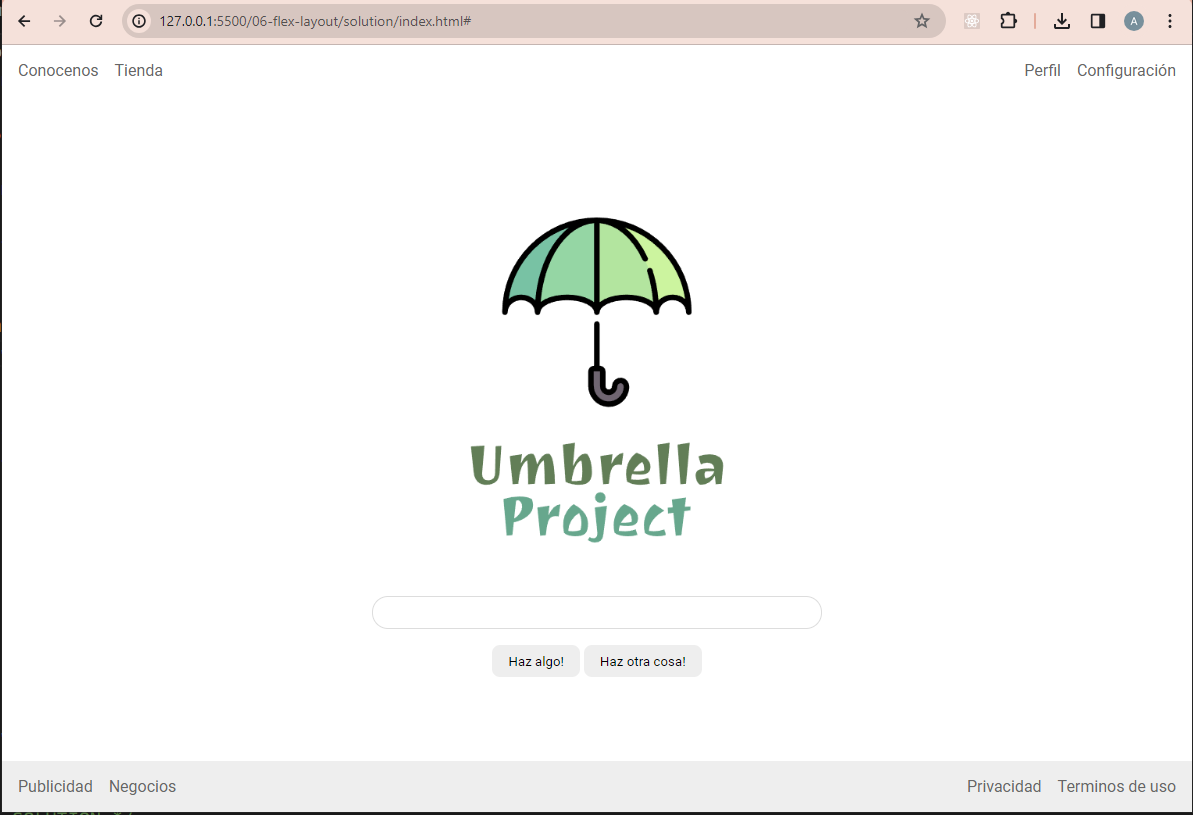 127.0.0.1:5500/06-flex-layout/solution/index.html#
A
Conocenos Tienda Perfil Configuración
Umbrella
Project
Haz algo! Haz otra cosa!
Publicidad Negocios Privacidad Terminos de uso